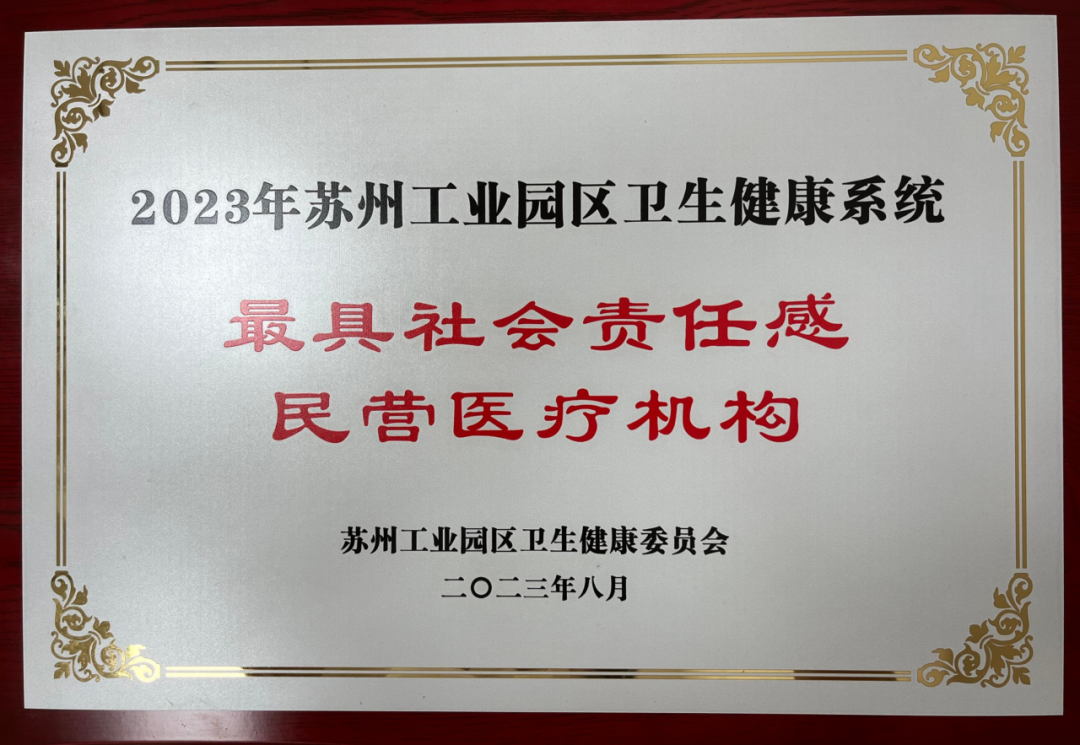 2023年苏州工业园区卫生健康系统
最具社会责任感
民营医疗机构
苏州工业园区卫生健康委员会
二〇二三年八月